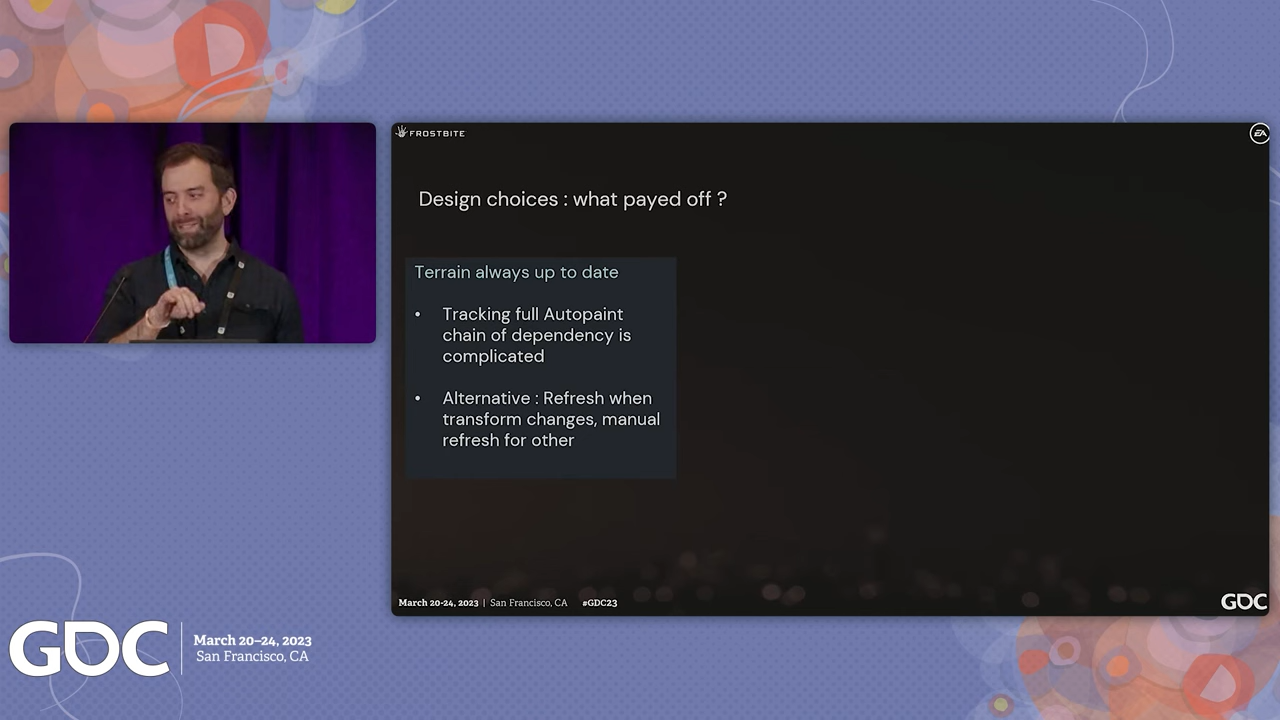 FROSTBITE
EA
Design choices : what payed off ?
Terrain always up to date
• Tracking full Autopaint
chain of dependency is
complicated
• Alternative : Refresh when
transform changes, manual
refresh for other
March 20-24, 2023 | San Francisco, CA #GDC23
GDC
GDC
March 20–24, 2023
San Francisco, CA